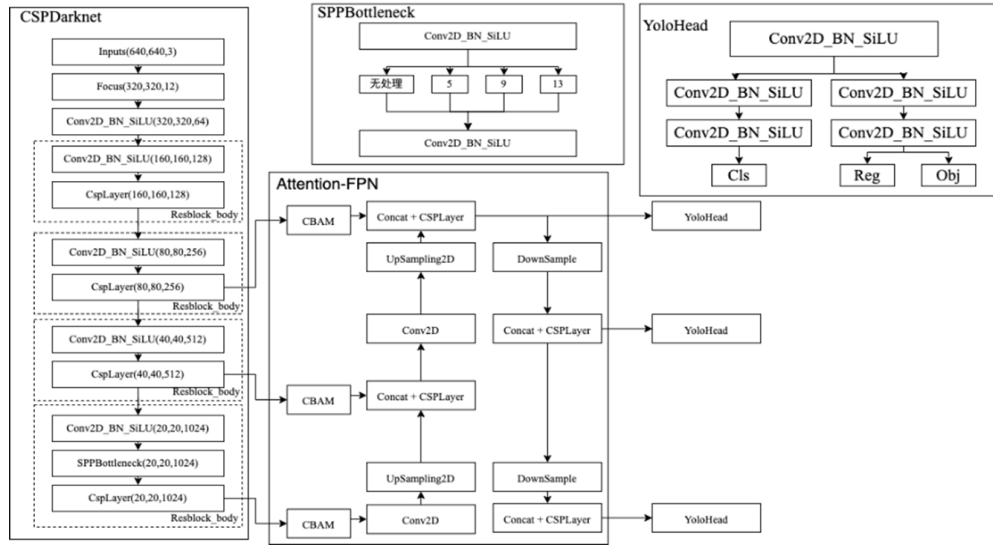 CSPDarknet
Inputs(640,640,3)
Focus(320,320,12)
Conv2D_BN_SiLU(320,320,64)
Conv2D_BN_SiLU(160,160,128)
CspLayer(160,160,128)
Resblock_body
Conv2D_BN_SiLU(80,80,256)
CspLayer(80,80,256)
Resblock_body
Conv2D_BN_SiLU(40,40,512)
CspLayer(40,40,512)
Resblock_body
Conv2D_BN_SiLU(20,20,1024)
SPPBottleneck(20,20,1024)
CspLayer(20,20,1024)
Resblock_body
SPPBottleneck
Conv2D_BN_SiLU
无处理 5 9 13
Conv2D_BN_SiLU
YoloHead
Conv2D_BN_SiLU
Conv2D_BN_SiLU Conv2D_BN_SiLU
Conv2D_BN_SiLU Conv2D_BN_SiLU
Cls Reg Obj
Attention-FPN
CBAM Concat + CSPLayer YoloHead
UpSampling2D DownSample
Conv2D Concat + CSPLayer YoloHead
CBAM Concat + CSPLayer
UpSampling2D DownSample
CBAM Conv2D Concat + CSPLayer YoloHead